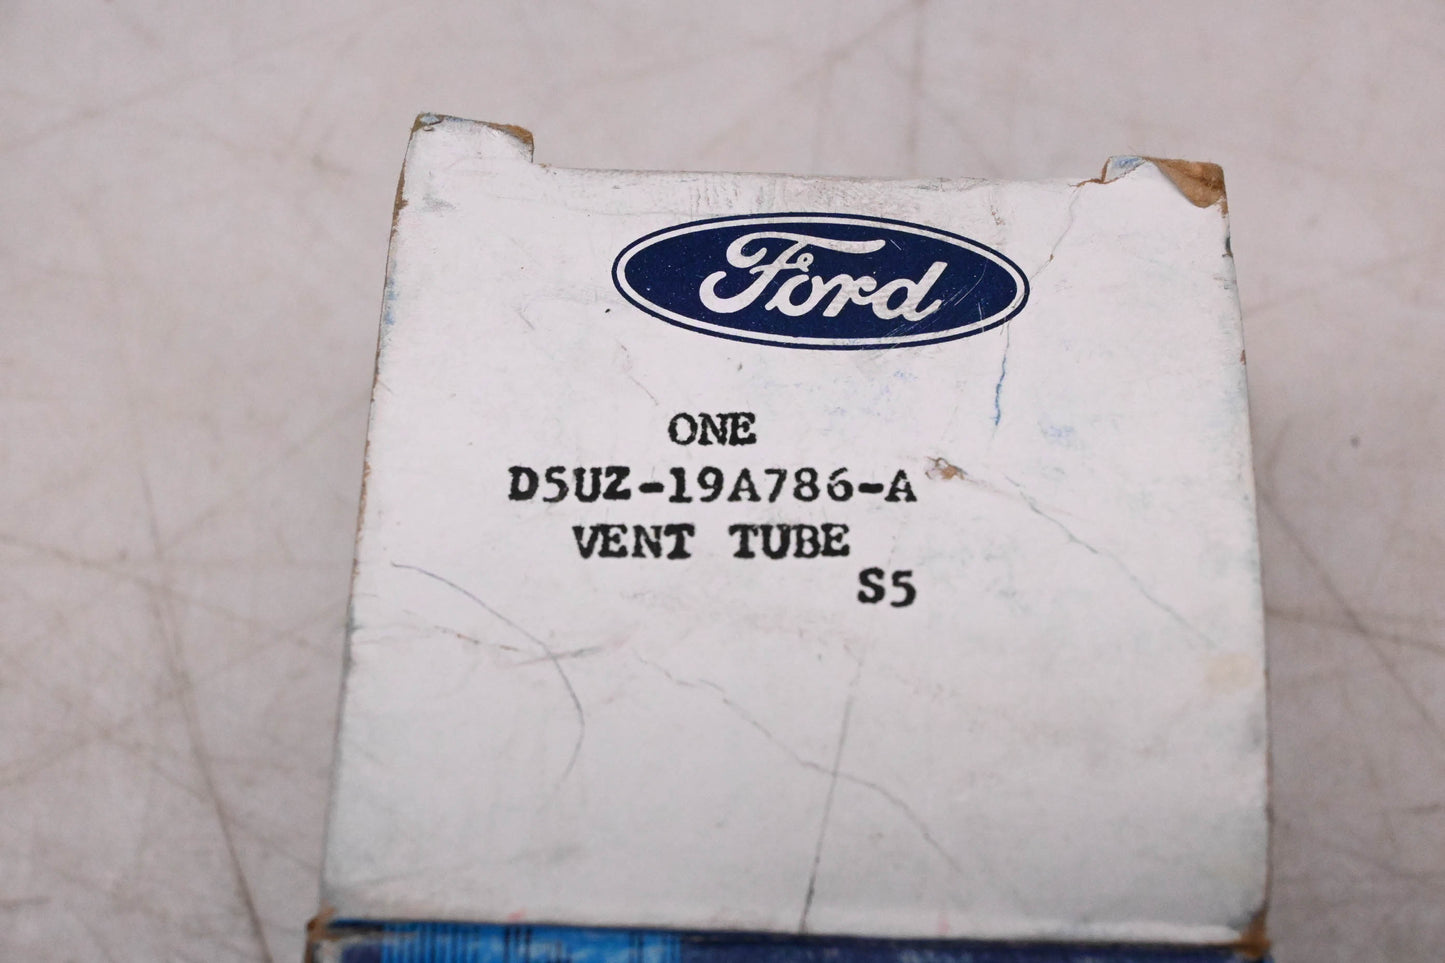 Ford
ONE
D5UZ-19A786-A
VENT TUBE
S5